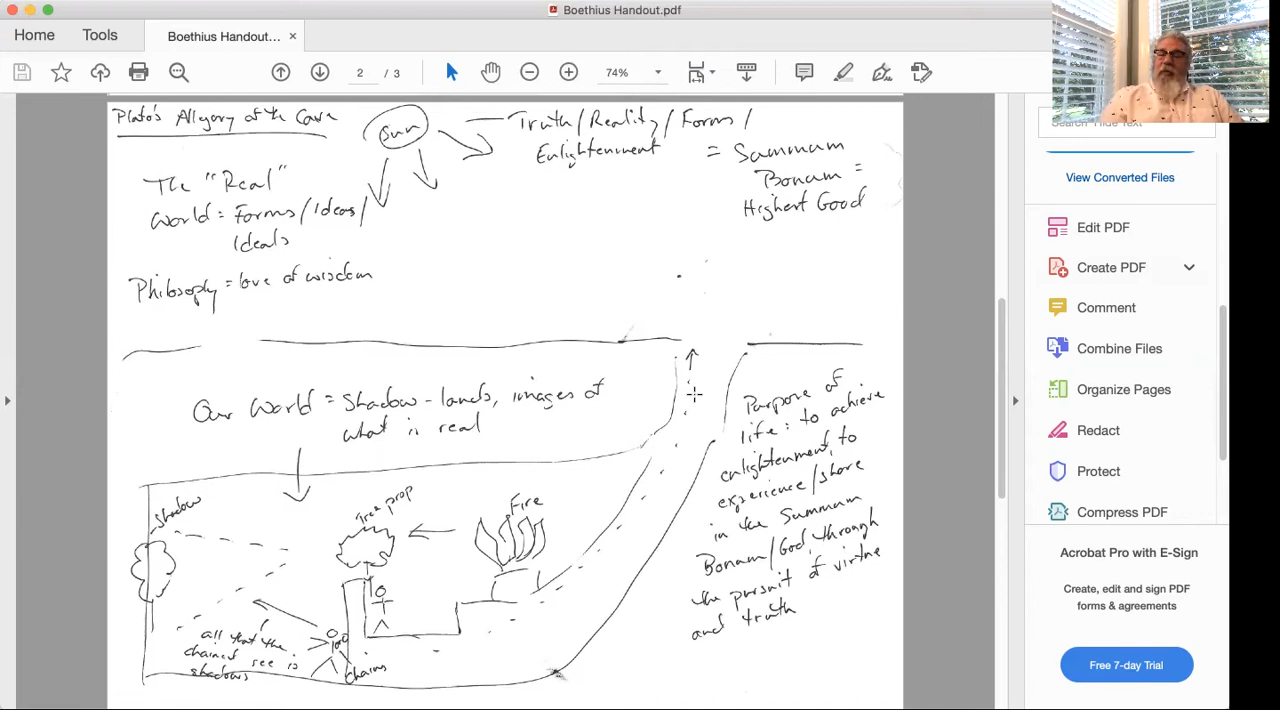 Boethius Handout.pdf
Home
Tools
Boethius Handout...
2 / 5
74%
View Converted Files
Edit PDF
Create PDF
Comment
Combine Files
Organize Pages
Redact
Protect
Compress PDF
Acrobat Pro with E-Sign
Create, edit and sign PDF
forms & agreements
Free 7-day Trial
Plato's Allegory of the Cave
Sun
Truth/Reality/Forms/
Enlightenment
= Summum
Bonum =
Highest Good
The "Real"
World = Forms/Ideas/
Ideals
Philosophy = love of wisdom
Our World = Shadow-lands, images of
what is real
Purpose of
life: to achieve
enlightenment, to
experience/share
in the Summum
Bonum/God, through
the pursuit of virtue
and truth
shadow
Tree prop
Fire
all that the
chained see is
shadows
chains